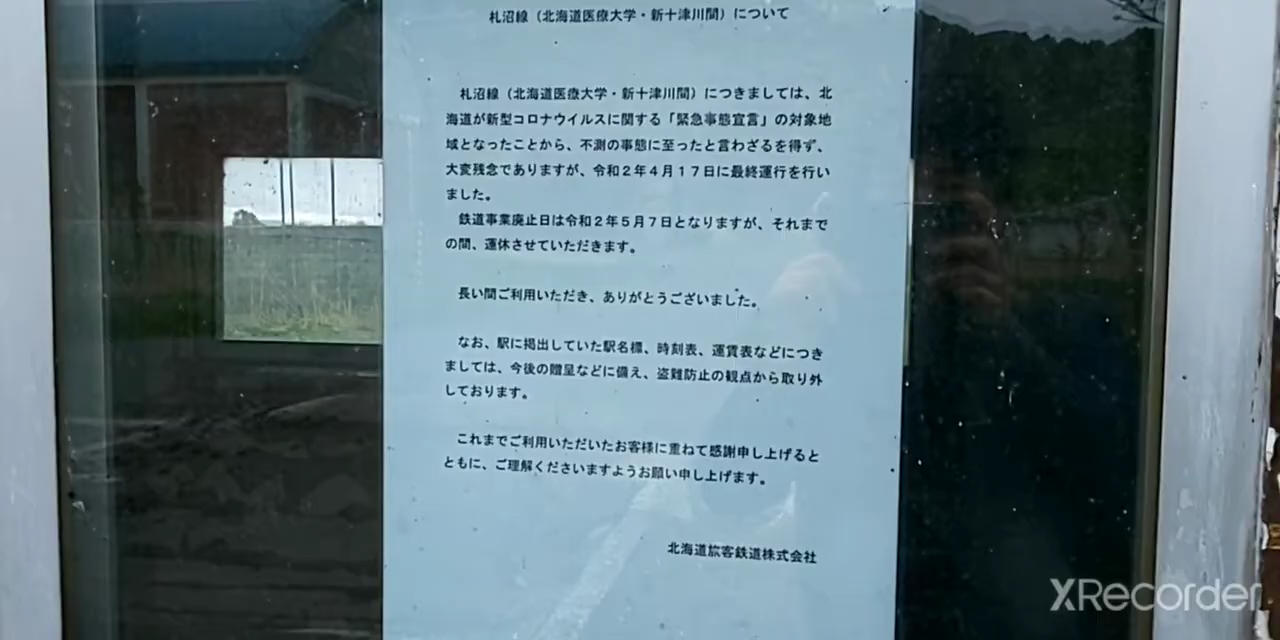 札沼線（北海道医療大学・新十津川間）について
札沼線（北海道医療大学・新十津川間）につきましては、北
海道が新型コロナウイルスに関する「緊急事態宣言」の対象地
域となったことから、不測の事態に至ったと言わざるを得ず、
大変残念でありますが、令和２年４月１７日に最終運行を行い
ました。
鉄道事業廃止日は令和２年５月７日となりますが、それまで
の間、運休させていただきます。
長い間ご利用いただき、ありがとうございました。
なお、駅に掲出していた駅名標、時刻表、運賃表などにつき
ましては、今後の贈呈などに備え、盗難防止の観点から取り外
しております。
これまでご利用いただいたお客様に重ねて感謝申し上げると
ともに、ご理解くださいますようお願い申し上げます。
北海道旅客鉄道株式会社
XRecorder